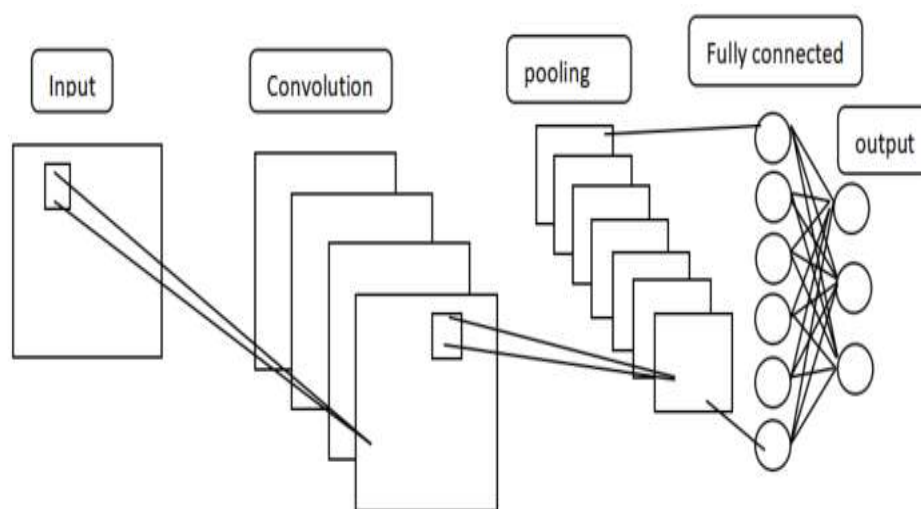 Input
Convolution
pooling
Fully connected
output